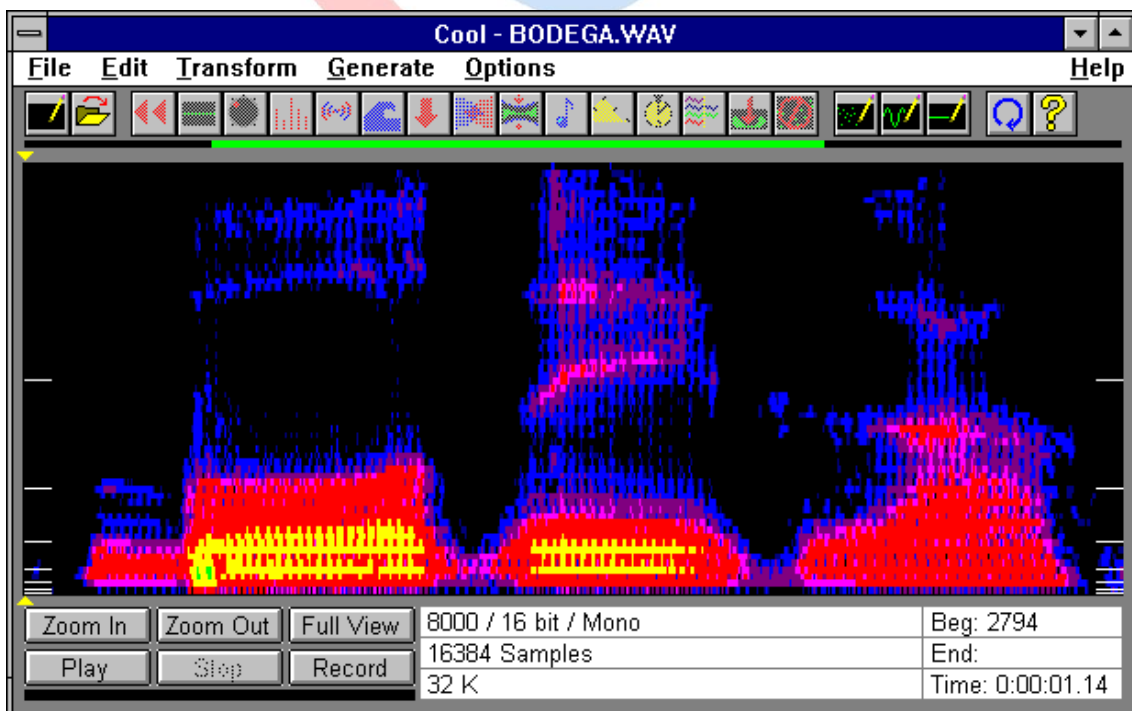 Cool - BODEGA.WAV
File Edit Transform Generate Options Help
Zoom In Zoom Out Full View 8000 / 16 bit / Mono Beg: 2794
Play Stop Record 16384 Samples End:
32 K Time: 0:00:01.14